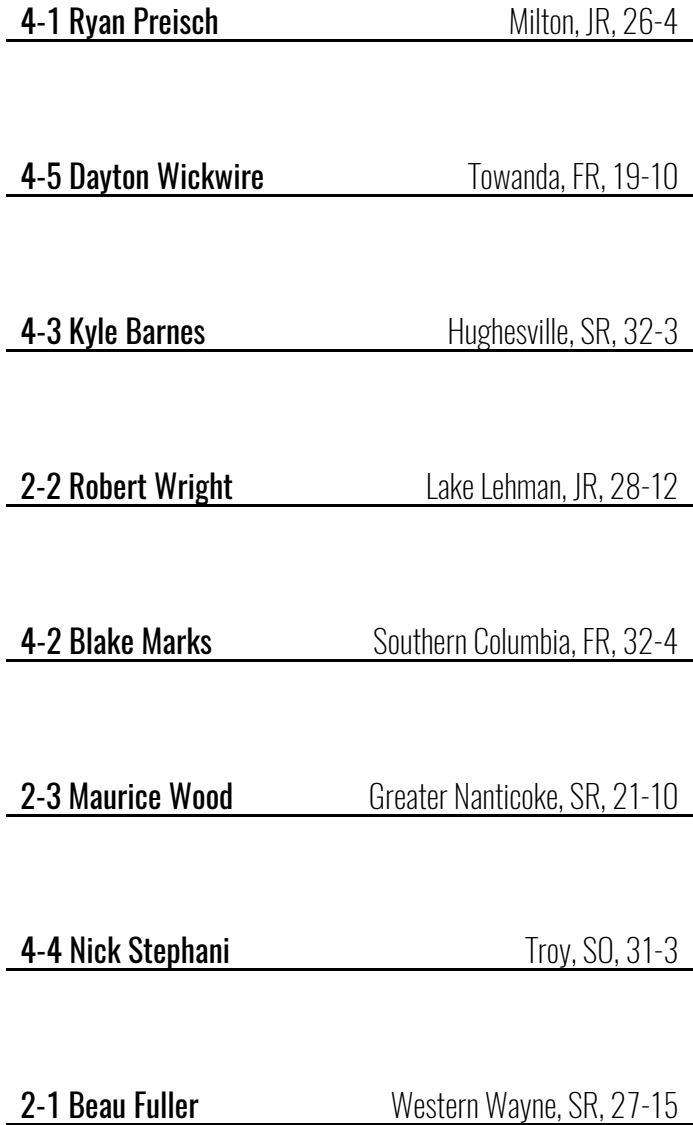 4-1 Ryan Preisch Milton, JR, 26-4
4-5 Dayton Wickwire Towanda, FR, 19-10
4-3 Kyle Barnes Hughesville, SR, 32-3
2-2 Robert Wright Lake Lehman, JR, 28-12
4-2 Blake Marks Southern Columbia, FR, 32-4
2-3 Maurice Wood Greater Nanticoke, SR, 21-10
4-4 Nick Stephani Troy, SO, 31-3
2-1 Beau Fuller Western Wayne, SR, 27-15